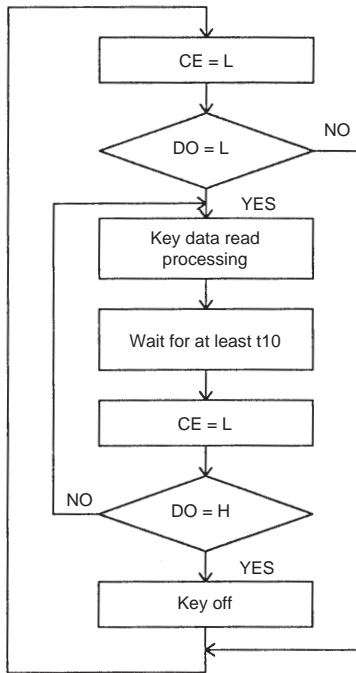 CE = L
DO = L
NO
YES
Key data read
processing
Wait for at least t10
CE = L
NO
DO = H
YES
Key off